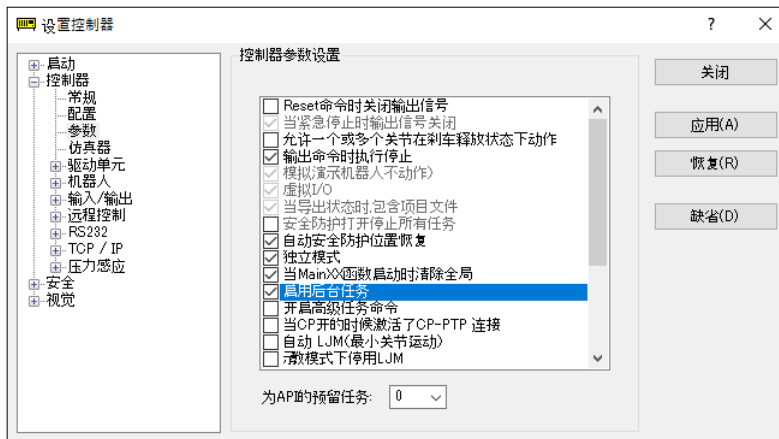 设置控制器
启动
控制器
常规
配置
参数
仿真器
驱动单元
机器人
输入/输出
远程控制
RS232
TCP / IP
压力感应
安全
视觉
控制器参数设置
Reset命令时关闭输出信号
当紧急停止时输出信号关闭
允许一个或多个关节在刹车释放状态下动作
输出命令时执行停止
模拟演示机器人不动作)
虚拟I/O
当导出状态时,包含项目文件
安全防护打开停止所有任务
自动安全防护位置恢复
独立模式
当MainXX函数启动时清除全局
启用后台任务
开启高级任务命令
当CP开的时候激活了CP-PTP 连接
自动 LJM(最小关节运动)
示教模式下停用LJM
为API的预留任务:
0
关闭
应用(A)
恢复(R)
缺省(D)